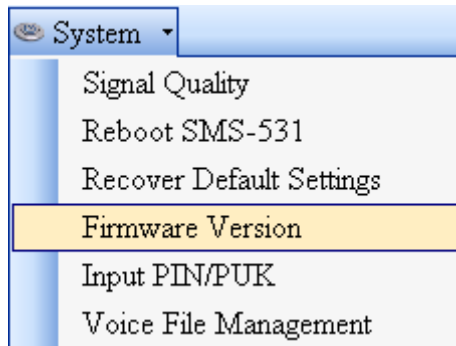 System
Signal Quality
Reboot SMS-531
Recover Default Settings
Firmware Version
Input PIN/PUK
Voice File Management